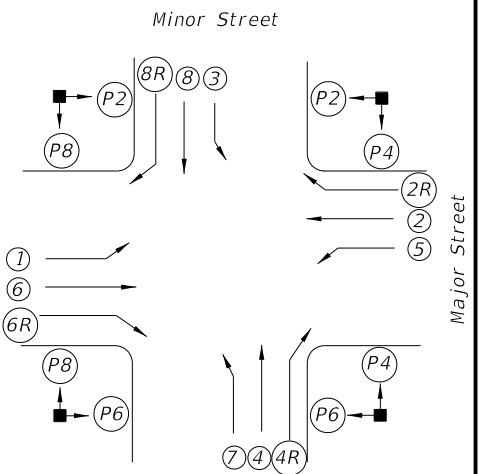 Minor Street
8R 8 3
P2 P2
P8 P4
2R
2
5
Major Street
1
6
6R
P8 P4
P6 P6
7 4 4R